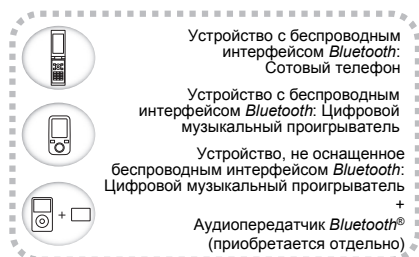 Устройство с беспроводным
интерфейсом Bluetooth:
Сотовый телефон
Устройство с беспроводным
интерфейсом Bluetooth: Цифровой
музыкальный проигрыватель
Устройство, не оснащенное
беспроводным интерфейсом Bluetooth:
Цифровой музыкальный проигрыватель
+
Аудиопередатчик Bluetooth®
(приобретается отдельно)
+